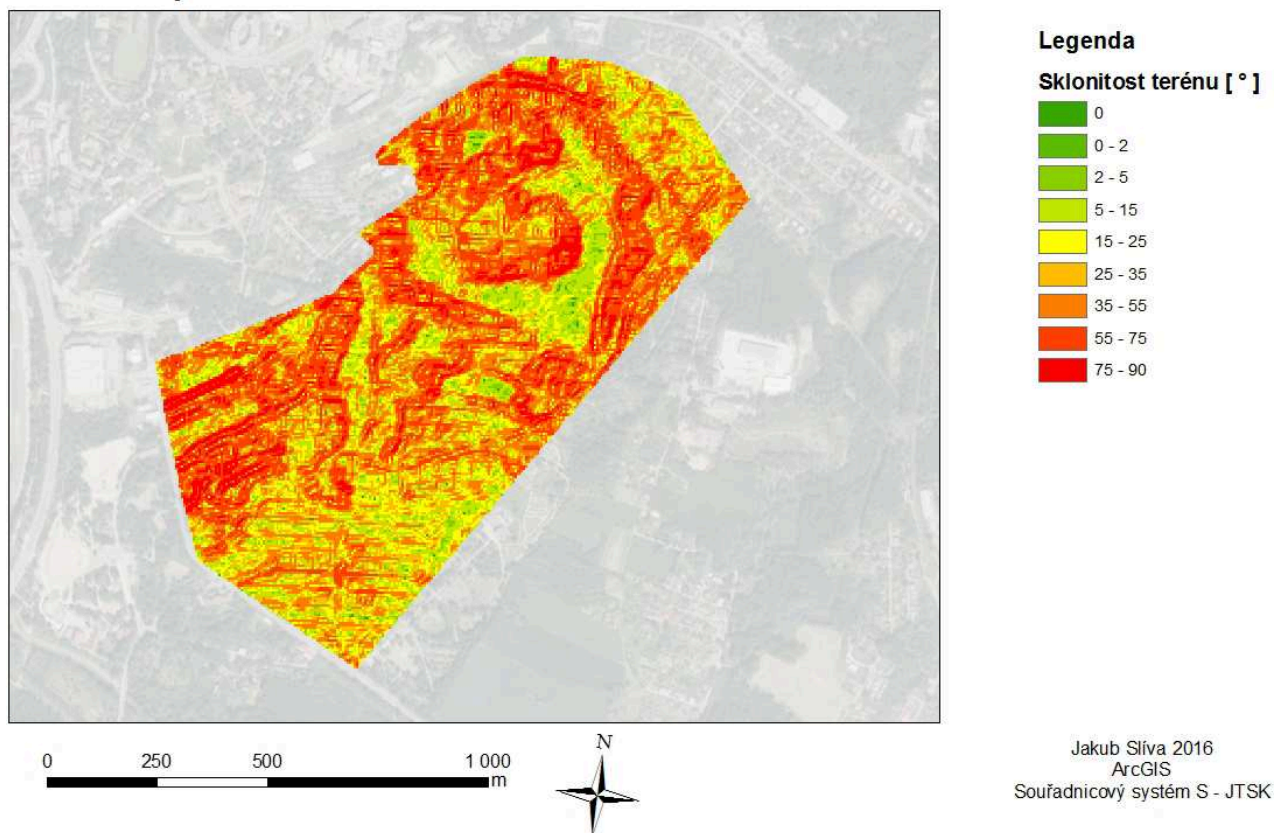 Legenda
Sklonitost terénu [ ° ]
0
0 - 2
2 - 5
5 - 15
15 - 25
25 - 35
35 - 55
55 - 75
75 - 90
0 250 500 1 000
m
N
Jakub Slíva 2016
ArcGIS
Souřadnicový systém S - JTSK